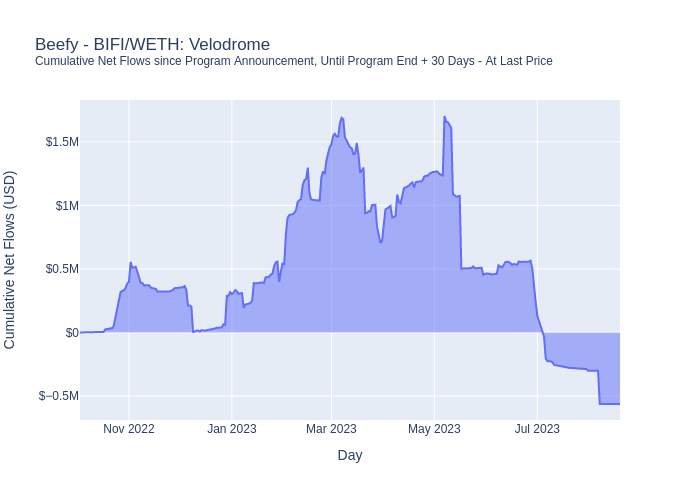 Beefy - BIFI/WETH: Velodrome
Cumulative Net Flows since Program Announcement, Until Program End + 30 Days - At Last Price
Cumulative Net Flows (USD)
$1.5M
$1M
$0.5M
$0
$−0.5M
Nov 2022
Jan 2023
Mar 2023
May 2023
Jul 2023
Day